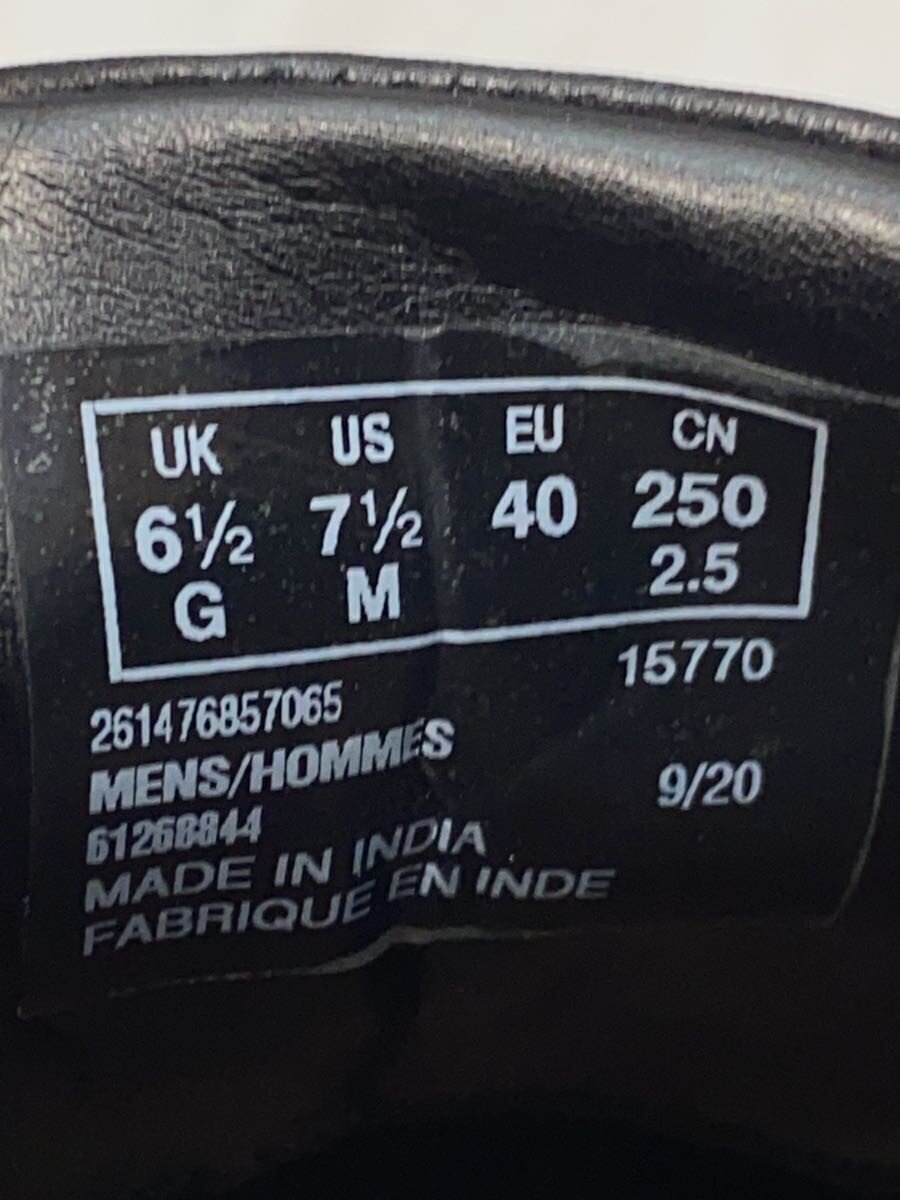 UK US EU CN
6½ 7½ 40 250
G M 2.5
15770
261476857065
MENS/HOMMES
9/20
6126B844
MADE IN INDIA
FABRIQUE EN INDE